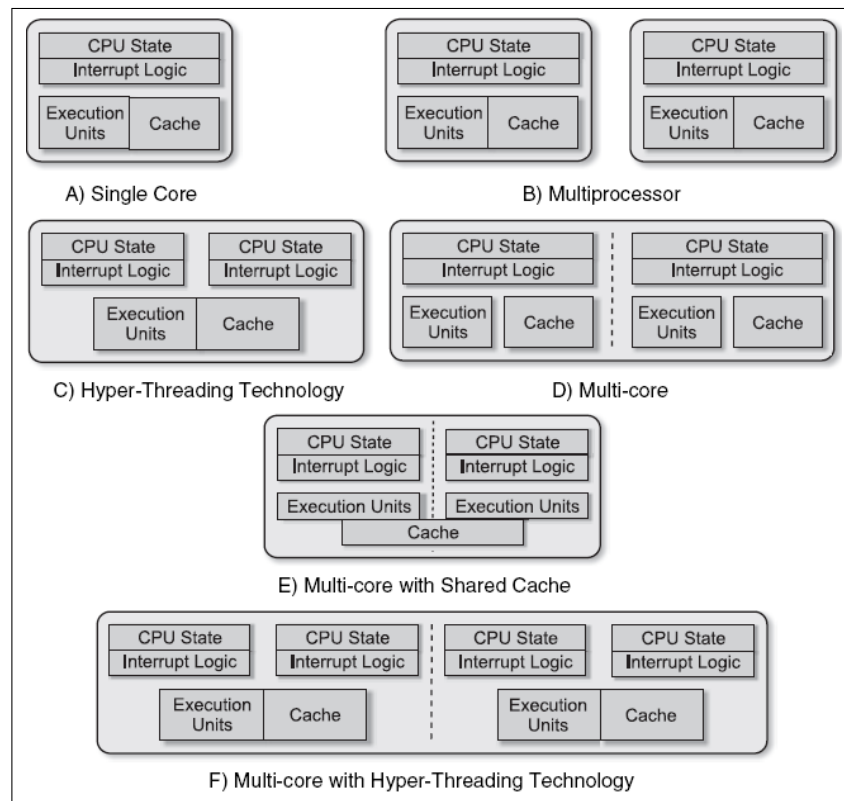 CPU State
Interrupt Logic
Execution
Units
Cache
A) Single Core
CPU State
Interrupt Logic
Execution
Units
Cache
CPU State
Interrupt Logic
Execution
Units
Cache
B) Multiprocessor
CPU State
Interrupt Logic
CPU State
Interrupt Logic
Execution
Units
Cache
C) Hyper-Threading Technology
CPU State
Interrupt Logic
Execution
Units
Cache
CPU State
Interrupt Logic
Execution
Units
Cache
D) Multi-core
CPU State
Interrupt Logic
Execution Units
CPU State
Interrupt Logic
Execution Units
Cache
E) Multi-core with Shared Cache
CPU State
Interrupt Logic
CPU State
Interrupt Logic
Execution
Units
Cache
CPU State
Interrupt Logic
CPU State
Interrupt Logic
Execution
Units
Cache
F) Multi-core with Hyper-Threading Technology